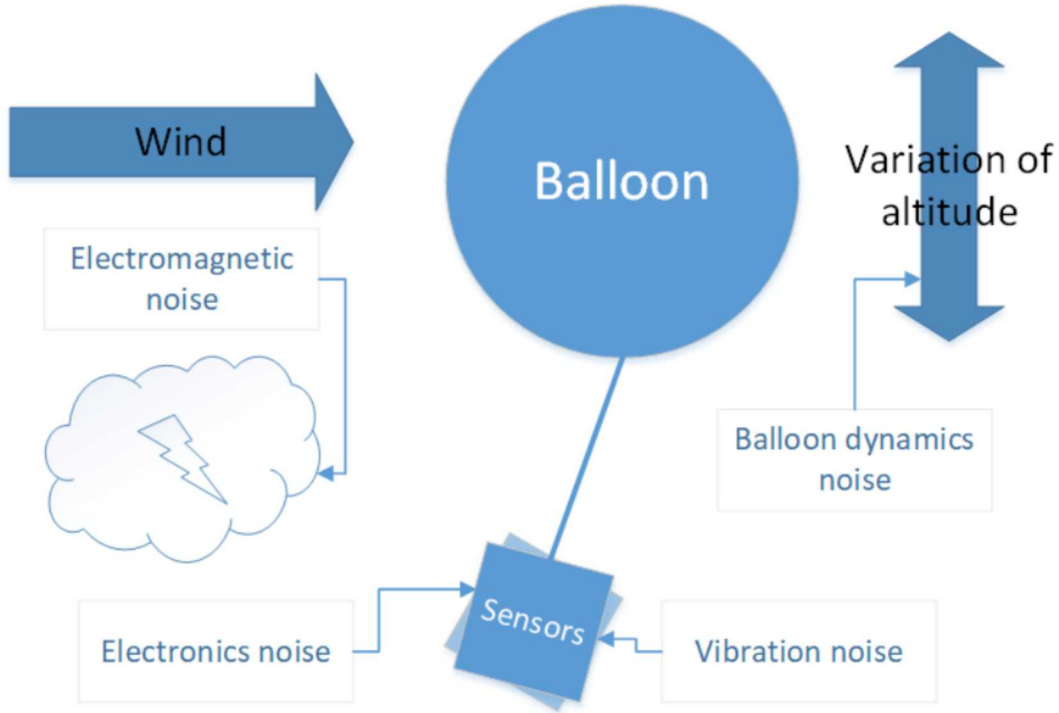 Wind
Balloon
Variation of
altitude
Electromagnetic
noise
Balloon dynamics
noise
Sensors
Electronics noise
Vibration noise